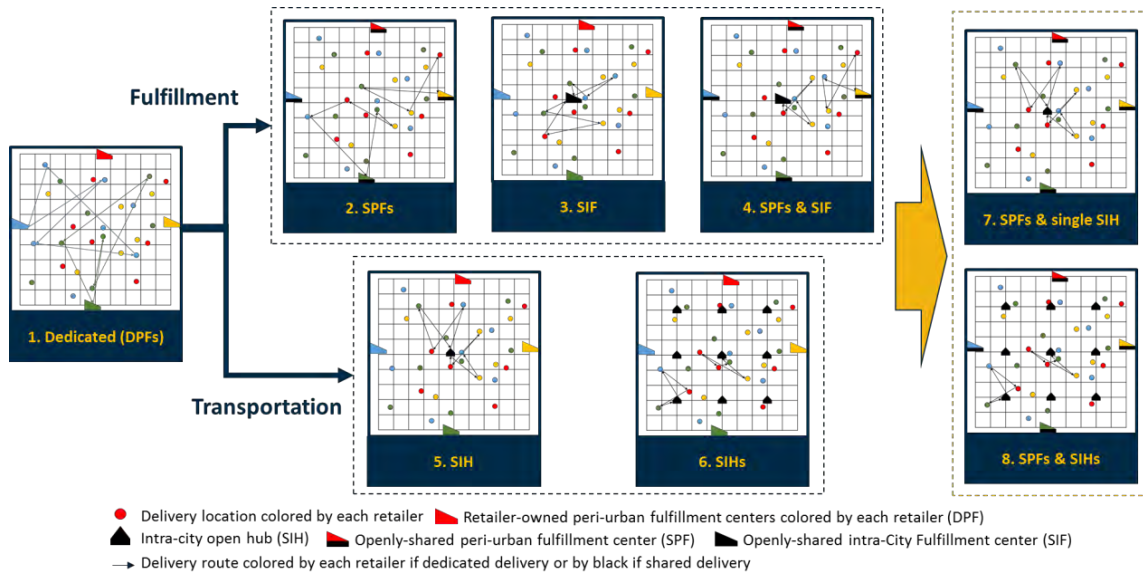 Fulfillment
2. SPFs
3. SIF
4. SPFs & SIF
7. SPFs & single SIH
1. Dedicated (DPFs)
Transportation
5. SIH
6. SIHs
8. SPFs & SIHs
Delivery location colored by each retailer
Retailer-owned peri-urban fulfillment centers colored by each retailer (DPF)
Intra-city open hub (SIH)
Openly-shared peri-urban fulfillment center (SPF)
Openly-shared intra-City Fulfillment center (SIF)
Delivery route colored by each retailer if dedicated delivery or by black if shared delivery